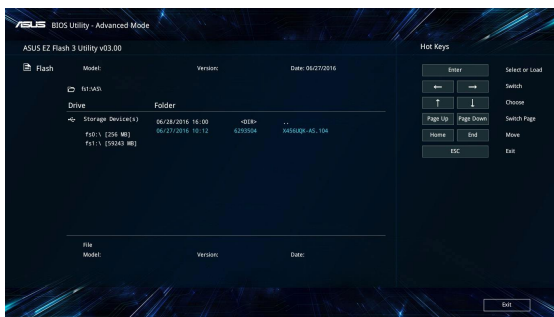 ASUS BIOS Utility - Advanced Mode
ASUS EZ Flash 3 Utility v03.00
Flash Model: Version: Date: 06/27/2016
fs1:\AS\
Drive Folder
Storage Device(s)
fs0:\ [256 MB]
fs1:\ [59243 MB]
06/28/2016 16:00 <DIR> ..
06/27/2016 10:12 6293504 X456UQK-AS.104
File
Model: Version: Date:
Hot Keys
Enter Select or Load
← → Switch
↑ ↓ Choose
Page Up Page Down Switch Page
Home End Move
ESC Exit
Exit